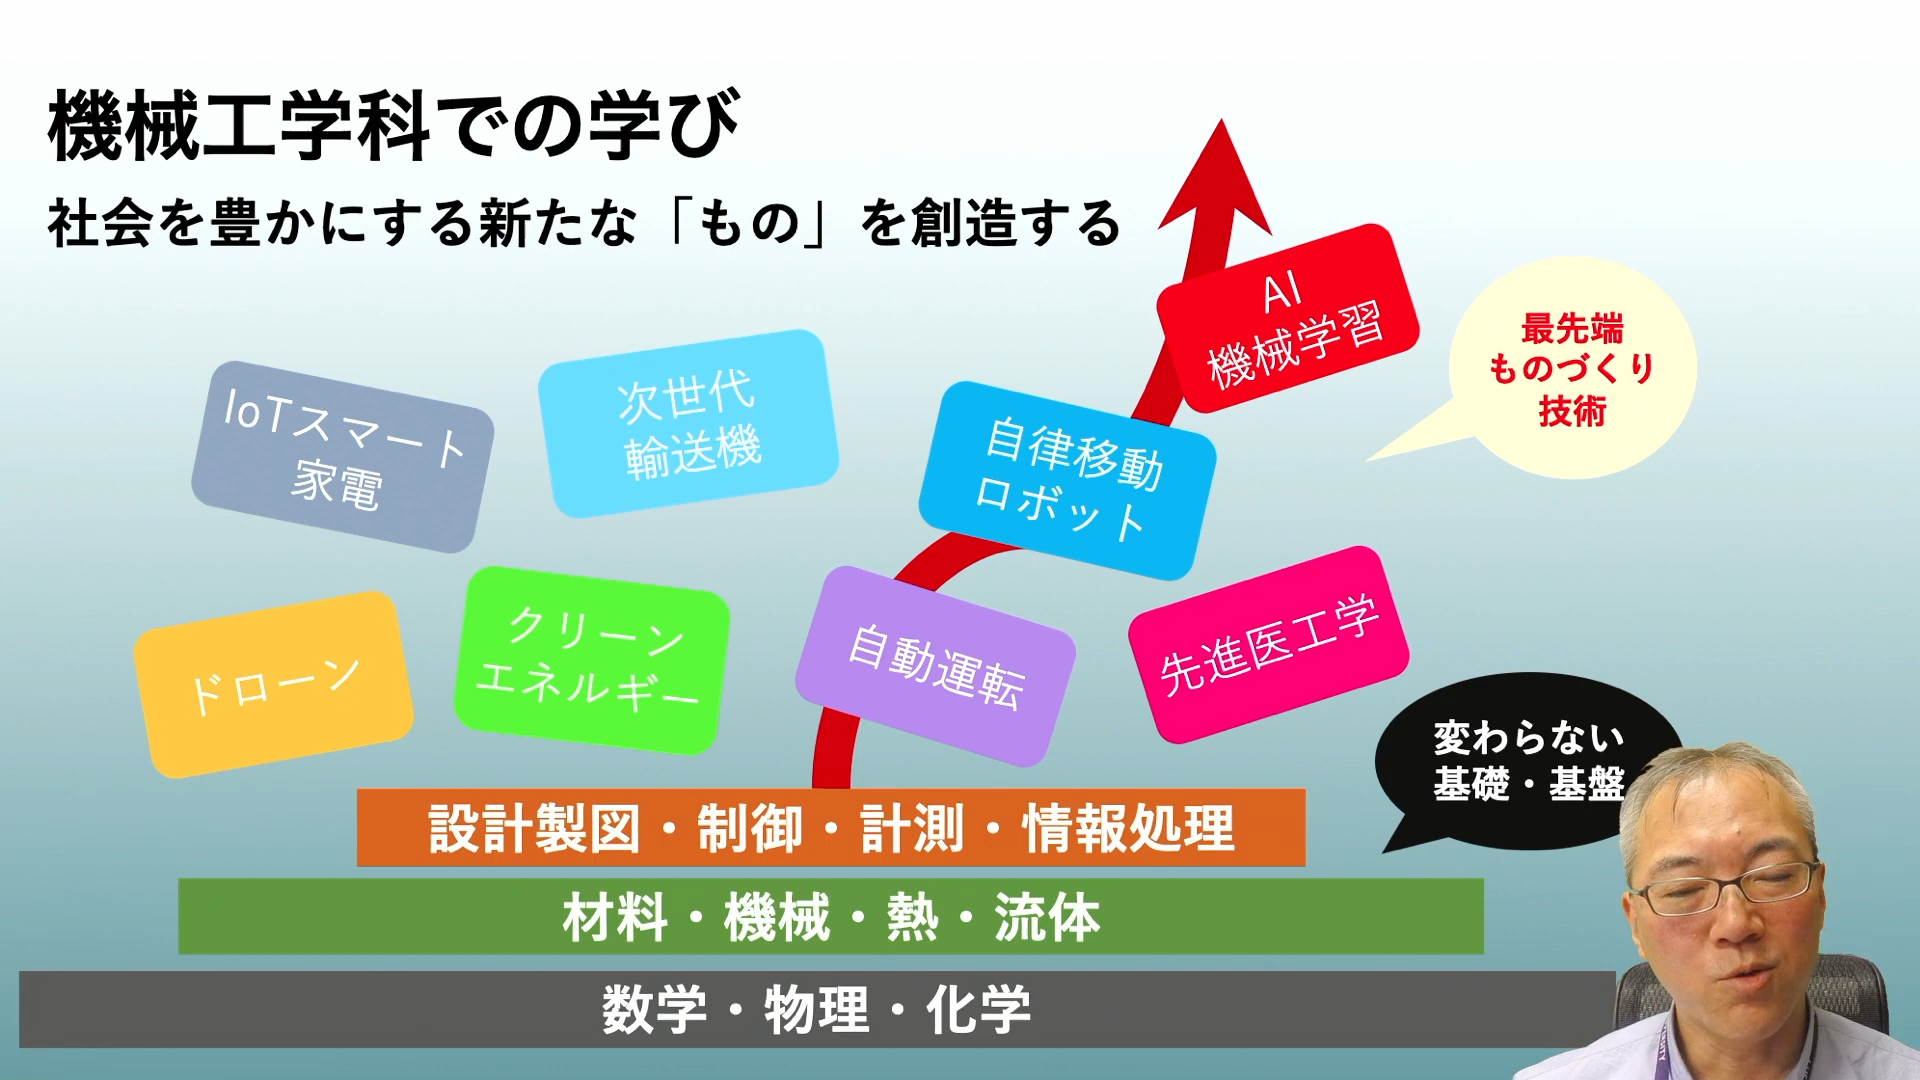 機械工学科での学び
社会を豊かにする新たな「もの」を創造する
AI
機械学習
最先端
ものづくり
技術
IoTスマート
家電
次世代
輸送機
自律移動
ロボット
ドローン
クリーン
エネルギー
自動運転
先進医工学
変わらない
基礎・基盤
設計製図・制御・計測・情報処理
材料・機械・熱・流体
数学・物理・化学